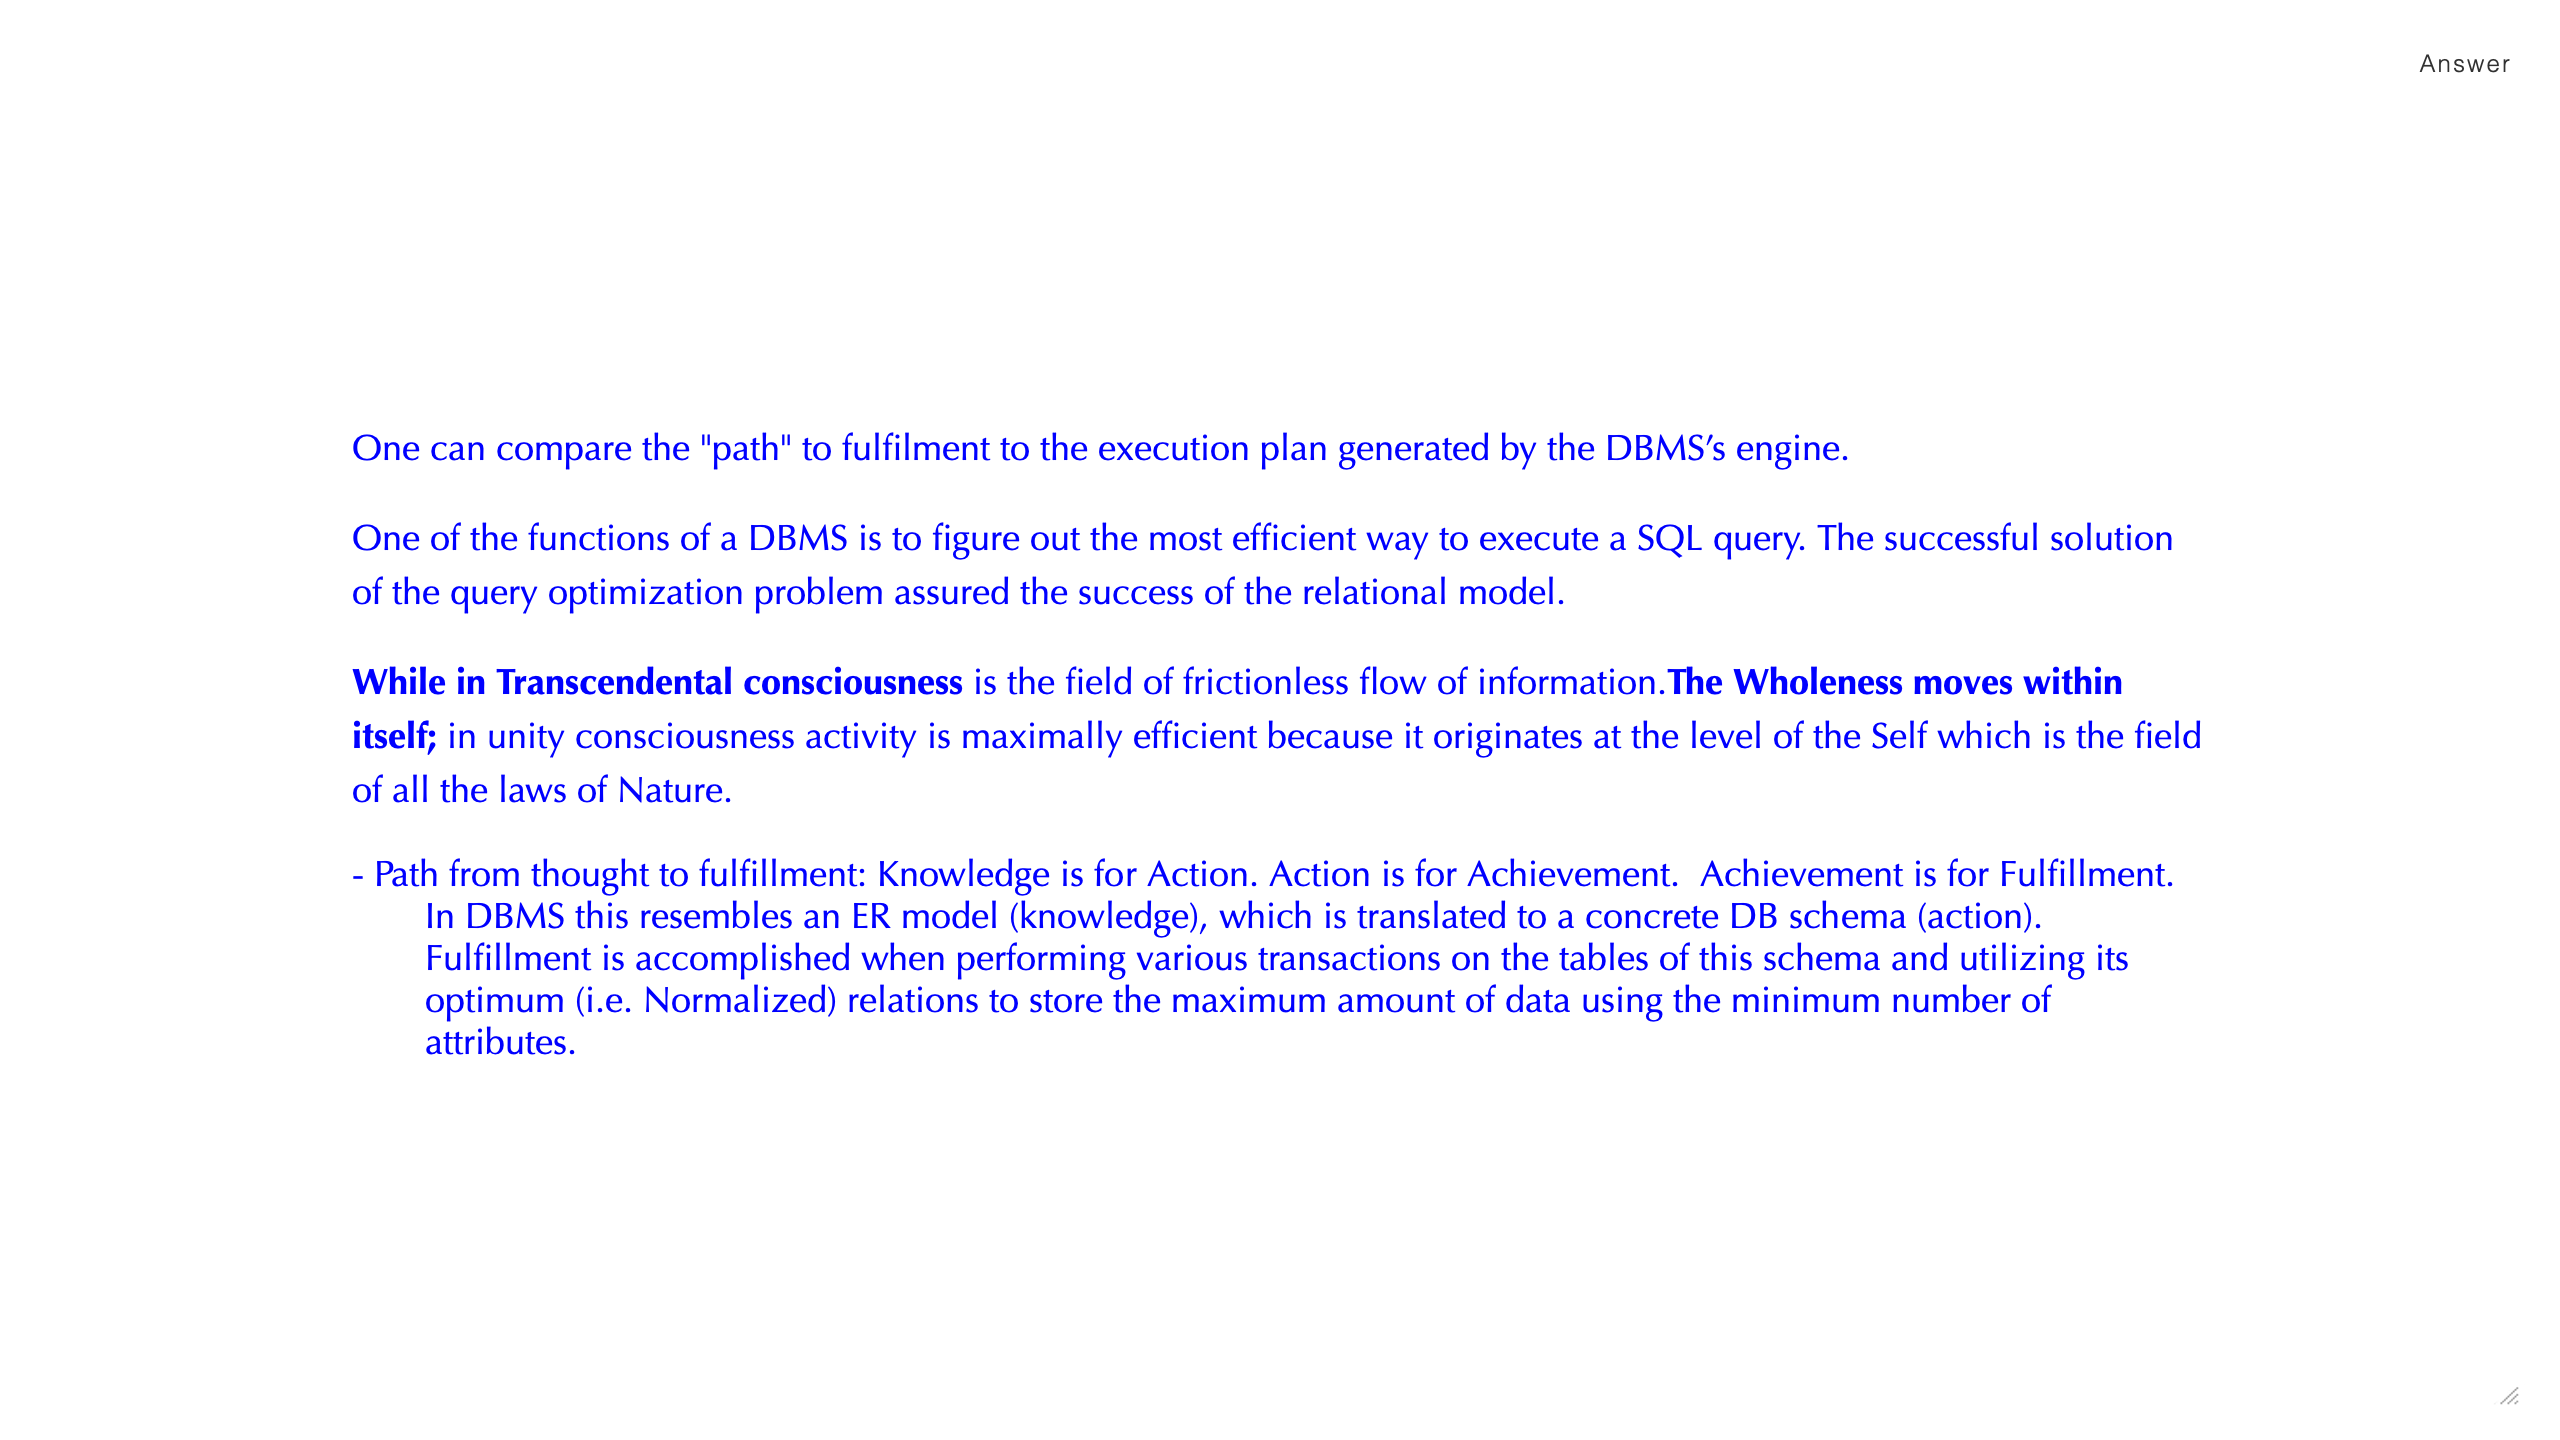 Answer
One can compare the "path" to fulfilment to the execution plan generated by the DBMS’s engine.
One of the functions of a DBMS is to figure out the most efficient way to execute a SQL query. The successful solution
of the query optimization problem assured the success of the relational model.
While in Transcendental consciousness is the field of frictionless flow of information.The Wholeness moves within
itself; in unity consciousness activity is maximally efficient because it originates at the level of the Self which is the field
of all the laws of Nature.
- Path from thought to fulfillment: Knowledge is for Action. Action is for Achievement.  Achievement is for Fulfillment.
In DBMS this resembles an ER model (knowledge), which is translated to a concrete DB schema (action).
Fulfillment is accomplished when performing various transactions on the tables of this schema and utilizing its
optimum (i.e. Normalized) relations to store the maximum amount of data using the minimum number of
attributes.